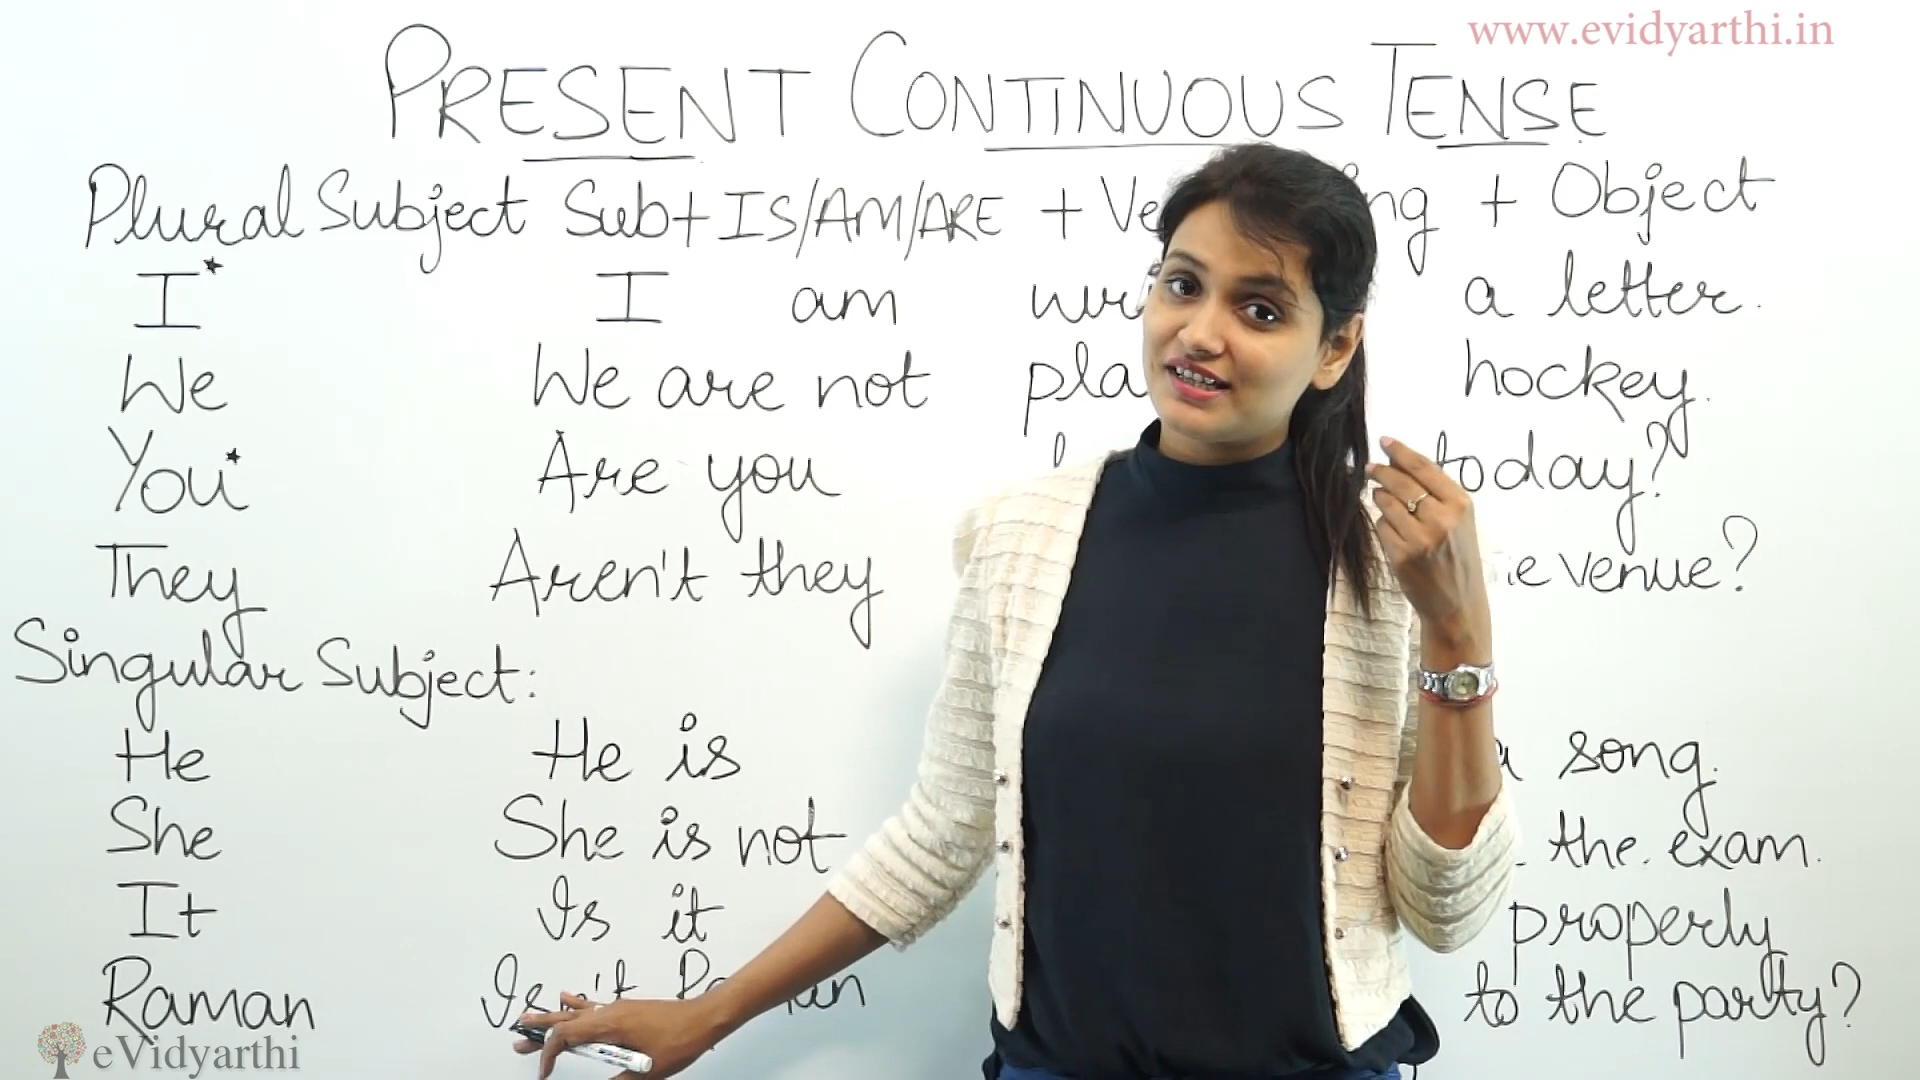 www.evidyarthi.in
PRESENT CONTINUOUS TENSE
Plural Subject Sub + IS/AM/ARE + + Object
I* I am a letter.
We We are not hockey.
You* Are you today?
They Aren't they venue?
Singular Subject:
He He is a song.
She She is not the exam.
It Is it properly
Raman Isn't Raman to the party?
eVidyarthi